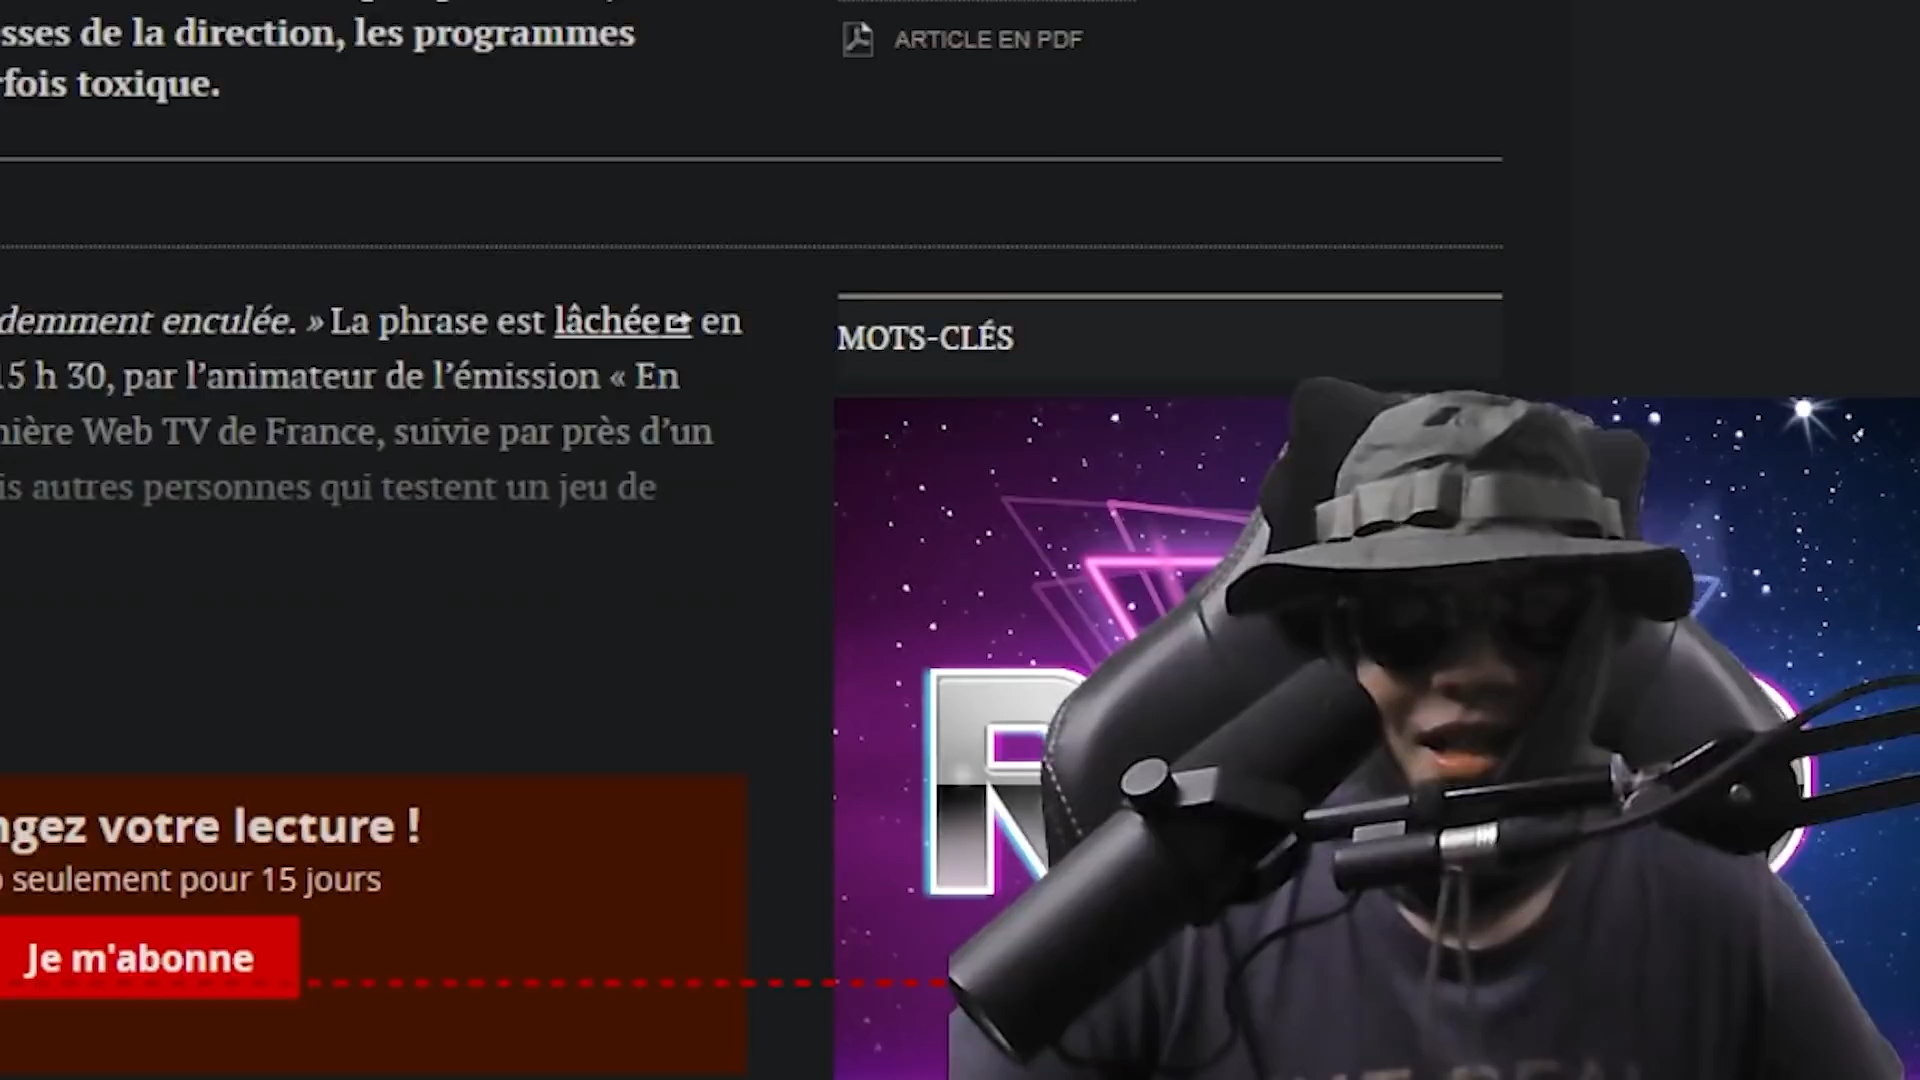 sses de la direction, les programmes
fois toxique.
ARTICLE EN PDF
demment enculée. » La phrase est lâchée en
15 h 30, par l’animateur de l’émission « En
nière Web TV de France, suivie par près d’un
is autres personnes qui testent un jeu de
MOTS-CLÉS
R
ngez votre lecture !
seulement pour 15 jours
Je m'abonne